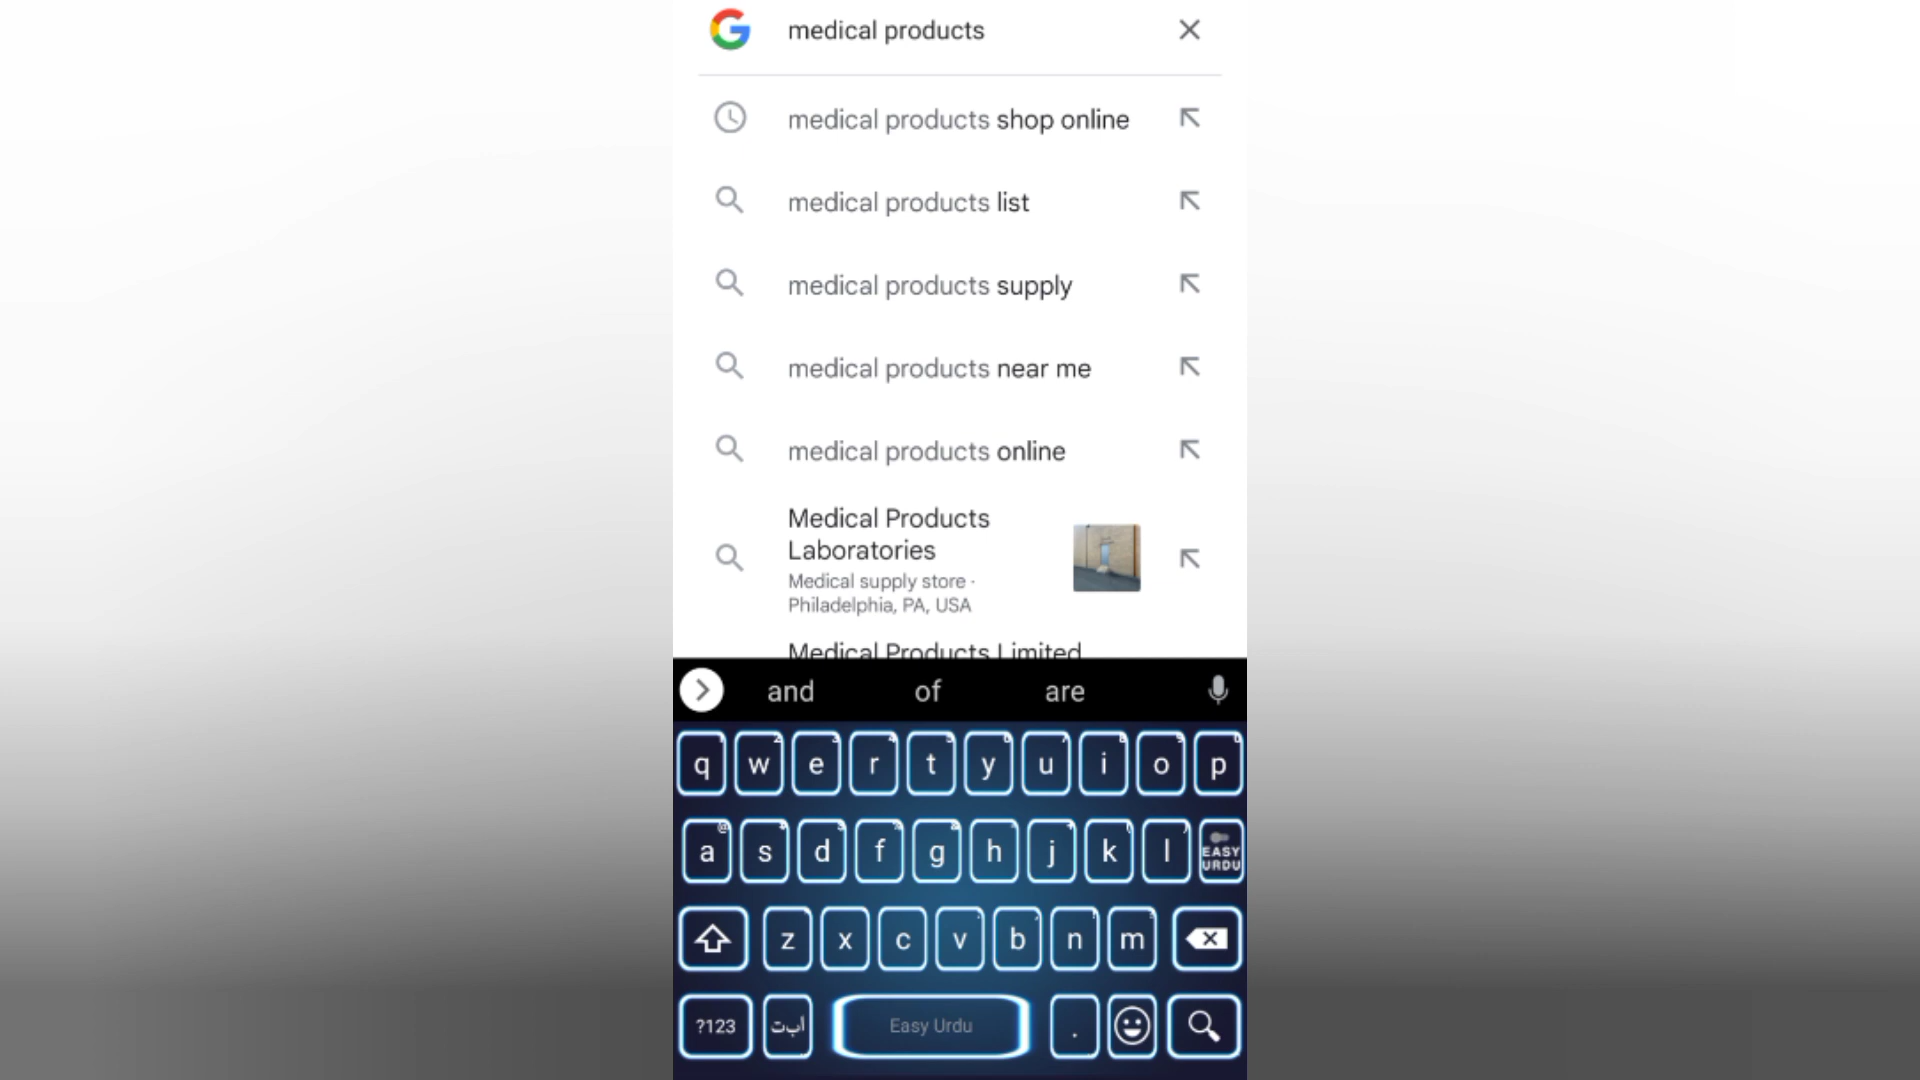 medical products
medical products shop online
medical products list
medical products supply
medical products near me
medical products online
Medical Products
Laboratories
Medical supply store ·
Philadelphia, PA, USA
Medical Products Limited
and of are
q w e r t y u i o p
a s d f g h j k l EASY URDU
z x c v b n m
?123 أب‌ت Easy Urdu .